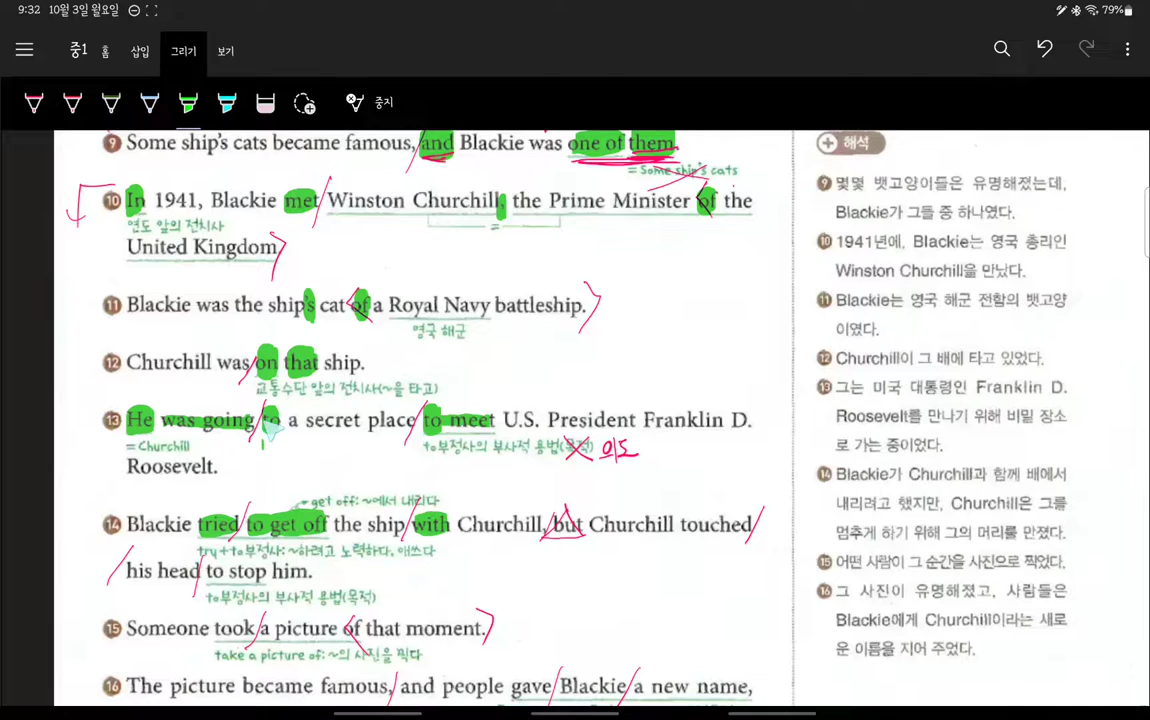 9:32 10월 3일 월요일 79%
중1 홈 삽입 그리기 보기
중지
9 Some ship's cats became famous, and Blackie was one of them.
= Some ship's cats
10 In 1941, Blackie met Winston Churchill, the Prime Minister of the
연도 앞의 전치사
=
United Kingdom
11 Blackie was the ship's cat of a Royal Navy battleship.
영국 해군
12 Churchill was on that ship.
교통수단 앞의 전치사(~을 타고)
13 He was going to a secret place to meet U.S. President Franklin D.
= Churchill to부정사의 부사적 용법(목적) 의도
Roosevelt.
get off: ~에서 내리다
14 Blackie tried to get off the ship with Churchill, but Churchill touched
try+to부정사: ~하려고 노력하다, 애쓰다
his head to stop him.
to부정사의 부사적 용법(목적)
15 Someone took a picture of that moment.
take a picture of: ~의 사진을 찍다
16 The picture became famous, and people gave Blackie a new name,
+ 해석
9 몇몇 뱃고양이들은 유명해졌는데,
Blackie가 그들 중 하나였다.
10 1941년에, Blackie는 영국 총리인
Winston Churchill을 만났다.
11 Blackie는 영국 해군 전함의 뱃고양
이였다.
12 Churchill이 그 배에 타고 있었다.
13 그는 미국 대통령인 Franklin D.
Roosevelt를 만나기 위해 비밀 장소
로 가는 중이었다.
14 Blackie가 Churchill과 함께 배에서
내리려고 했지만, Churchill은 그를
멈추게 하기 위해 그의 머리를 만졌다.
15 어떤 사람이 그 순간을 사진으로 찍었다.
16 그 사진이 유명해졌고, 사람들은
Blackie에게 Churchill이라는 새로
운 이름을 지어 주었다.